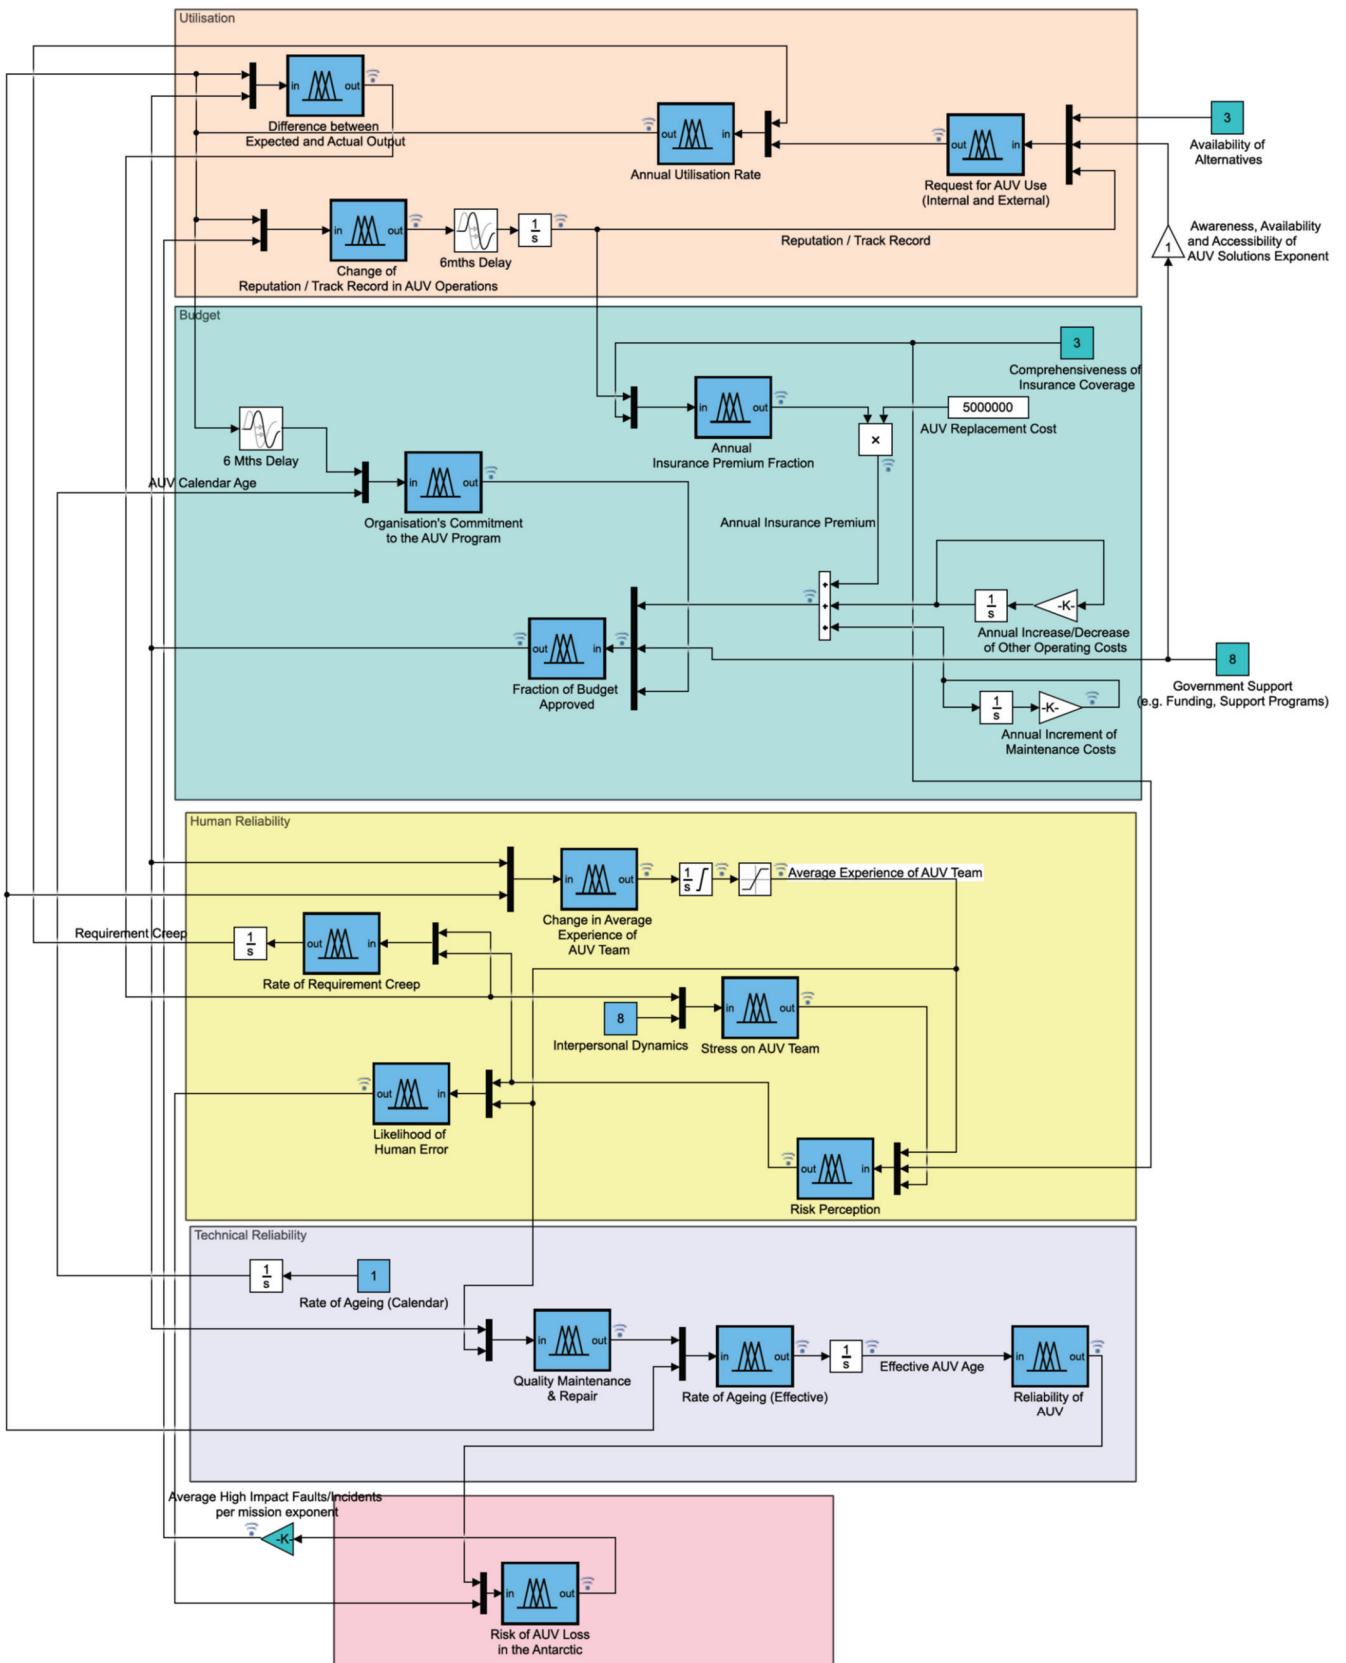 Utilisation
in
out
Difference between
Expected and Actual Output
out
in
Annual Utilisation Rate
out
in
Request for AUV Use
(Internal and External)
3
Availability of
Alternatives
in
out
Change of
Reputation / Track Record in AUV Operations
6mths Delay
1
s
Reputation / Track Record
1
Awareness, Availability
and Accessibility of
AUV Solutions Exponent
Budget
3
Comprehensiveness of
Insurance Coverage
in
out
Annual
Insurance Premium Fraction
5000000
AUV Replacement Cost
×
6 Mths Delay
AUV Calendar Age
in
out
Organisation's Commitment
to the AUV Program
Annual Insurance Premium
+
+
+
1
s
-K-
Annual Increase/Decrease
of Other Operating Costs
out
in
Fraction of Budget
Approved
8
Government Support
(e.g. Funding, Support Programs)
1
s
-K-
Annual Increment of
Maintenance Costs
Human Reliability
in
out
Change in Average
Experience of
AUV Team
1
s
Average Experience of AUV Team
Requirement Creep
1
s
out
in
Rate of Requirement Creep
8
Interpersonal Dynamics
in
out
Stress on AUV Team
out
in
Likelihood of
Human Error
out
in
Risk Perception
Technical Reliability
1
s
1
Rate of Ageing (Calendar)
in
out
Quality Maintenance
& Repair
in
out
Rate of Ageing (Effective)
1
s
Effective AUV Age
in
out
Reliability of
AUV
Average High Impact Faults/Incidents
per mission exponent
-K-
in
out
Risk of AUV Loss
in the Antarctic